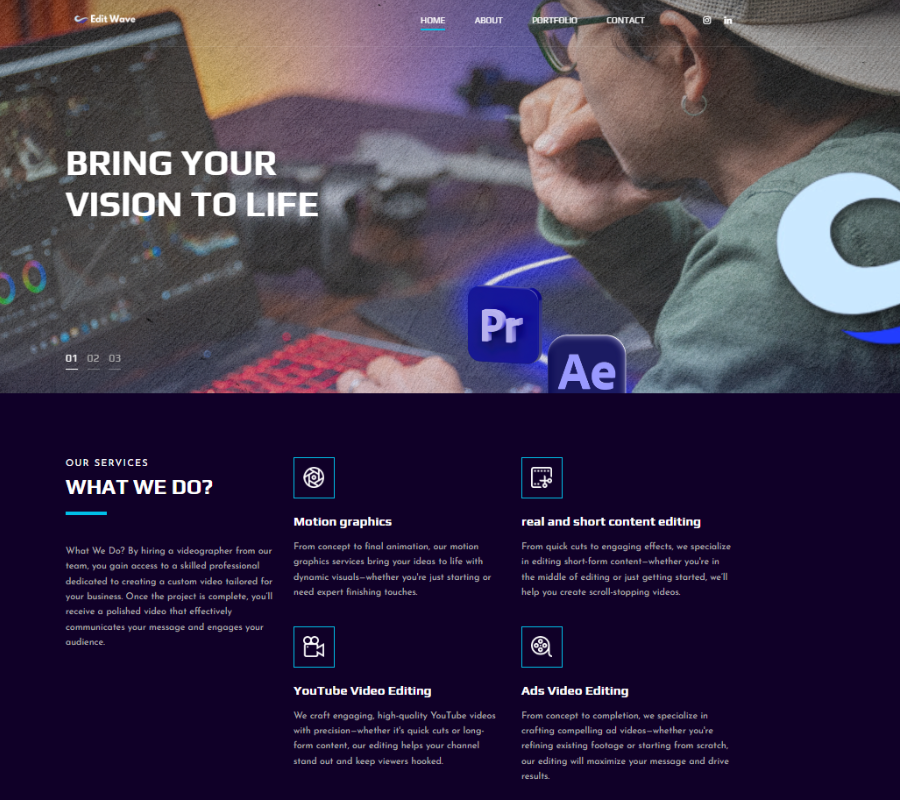 Edit Wave
HOME ABOUT PORTFOLIO CONTACT
BRING YOUR
VISION TO LIFE
Pr
Ae
01 02 03
OUR SERVICES
WHAT WE DO?
What We Do? By hiring a videographer from our
team, you gain access to a skilled professional
dedicated to creating a custom video tailored for
your business. Once the project is complete, you'll
receive a polished video that effectively
communicates your message and engages your
audience.
Motion graphics
From concept to final animation, our motion
graphics services bring your ideas to life with
dynamic visuals—whether you're just starting or
need expert finishing touches.
real and short content editing
From quick cuts to engaging effects, we specialize
in editing short-form content—whether you're in
the middle of editing or just getting started, we'll
help you create scroll-stopping videos.
YouTube Video Editing
We craft engaging, high-quality YouTube videos
with precision—whether it's quick cuts or long-
form content, our editing helps your channel
stand out and keep viewers hooked.
Ads Video Editing
From concept to completion, we specialize in
crafting compelling ad videos—whether you're
refining existing footage or starting from scratch,
our editing will maximize your message and drive
results.